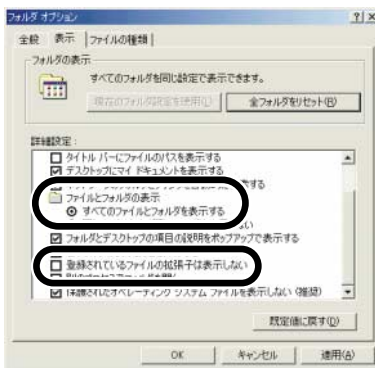 フォルダ オプション
全般 表示 ファイルの種類
フォルダの表示
すべてのフォルダを同じ設定で表示できます。
現在のフォルダ設定を使用(L) 全フォルダをリセット(R)
詳細設定:
タイトル バーにファイルのパスを表示する
デスクトップにマイ ドキュメントを表示する
する
ファイルとフォルダの表示
すべてのファイルとフォルダを表示する
ない
フォルダとデスクトップの項目の説明をポップアップで表示する
登録されているファイルの拡張子は表示しない
保護されたオペレーティング システム ファイルを表示しない (推奨)
既定値に戻す(D)
OK キャンセル 適用(A)